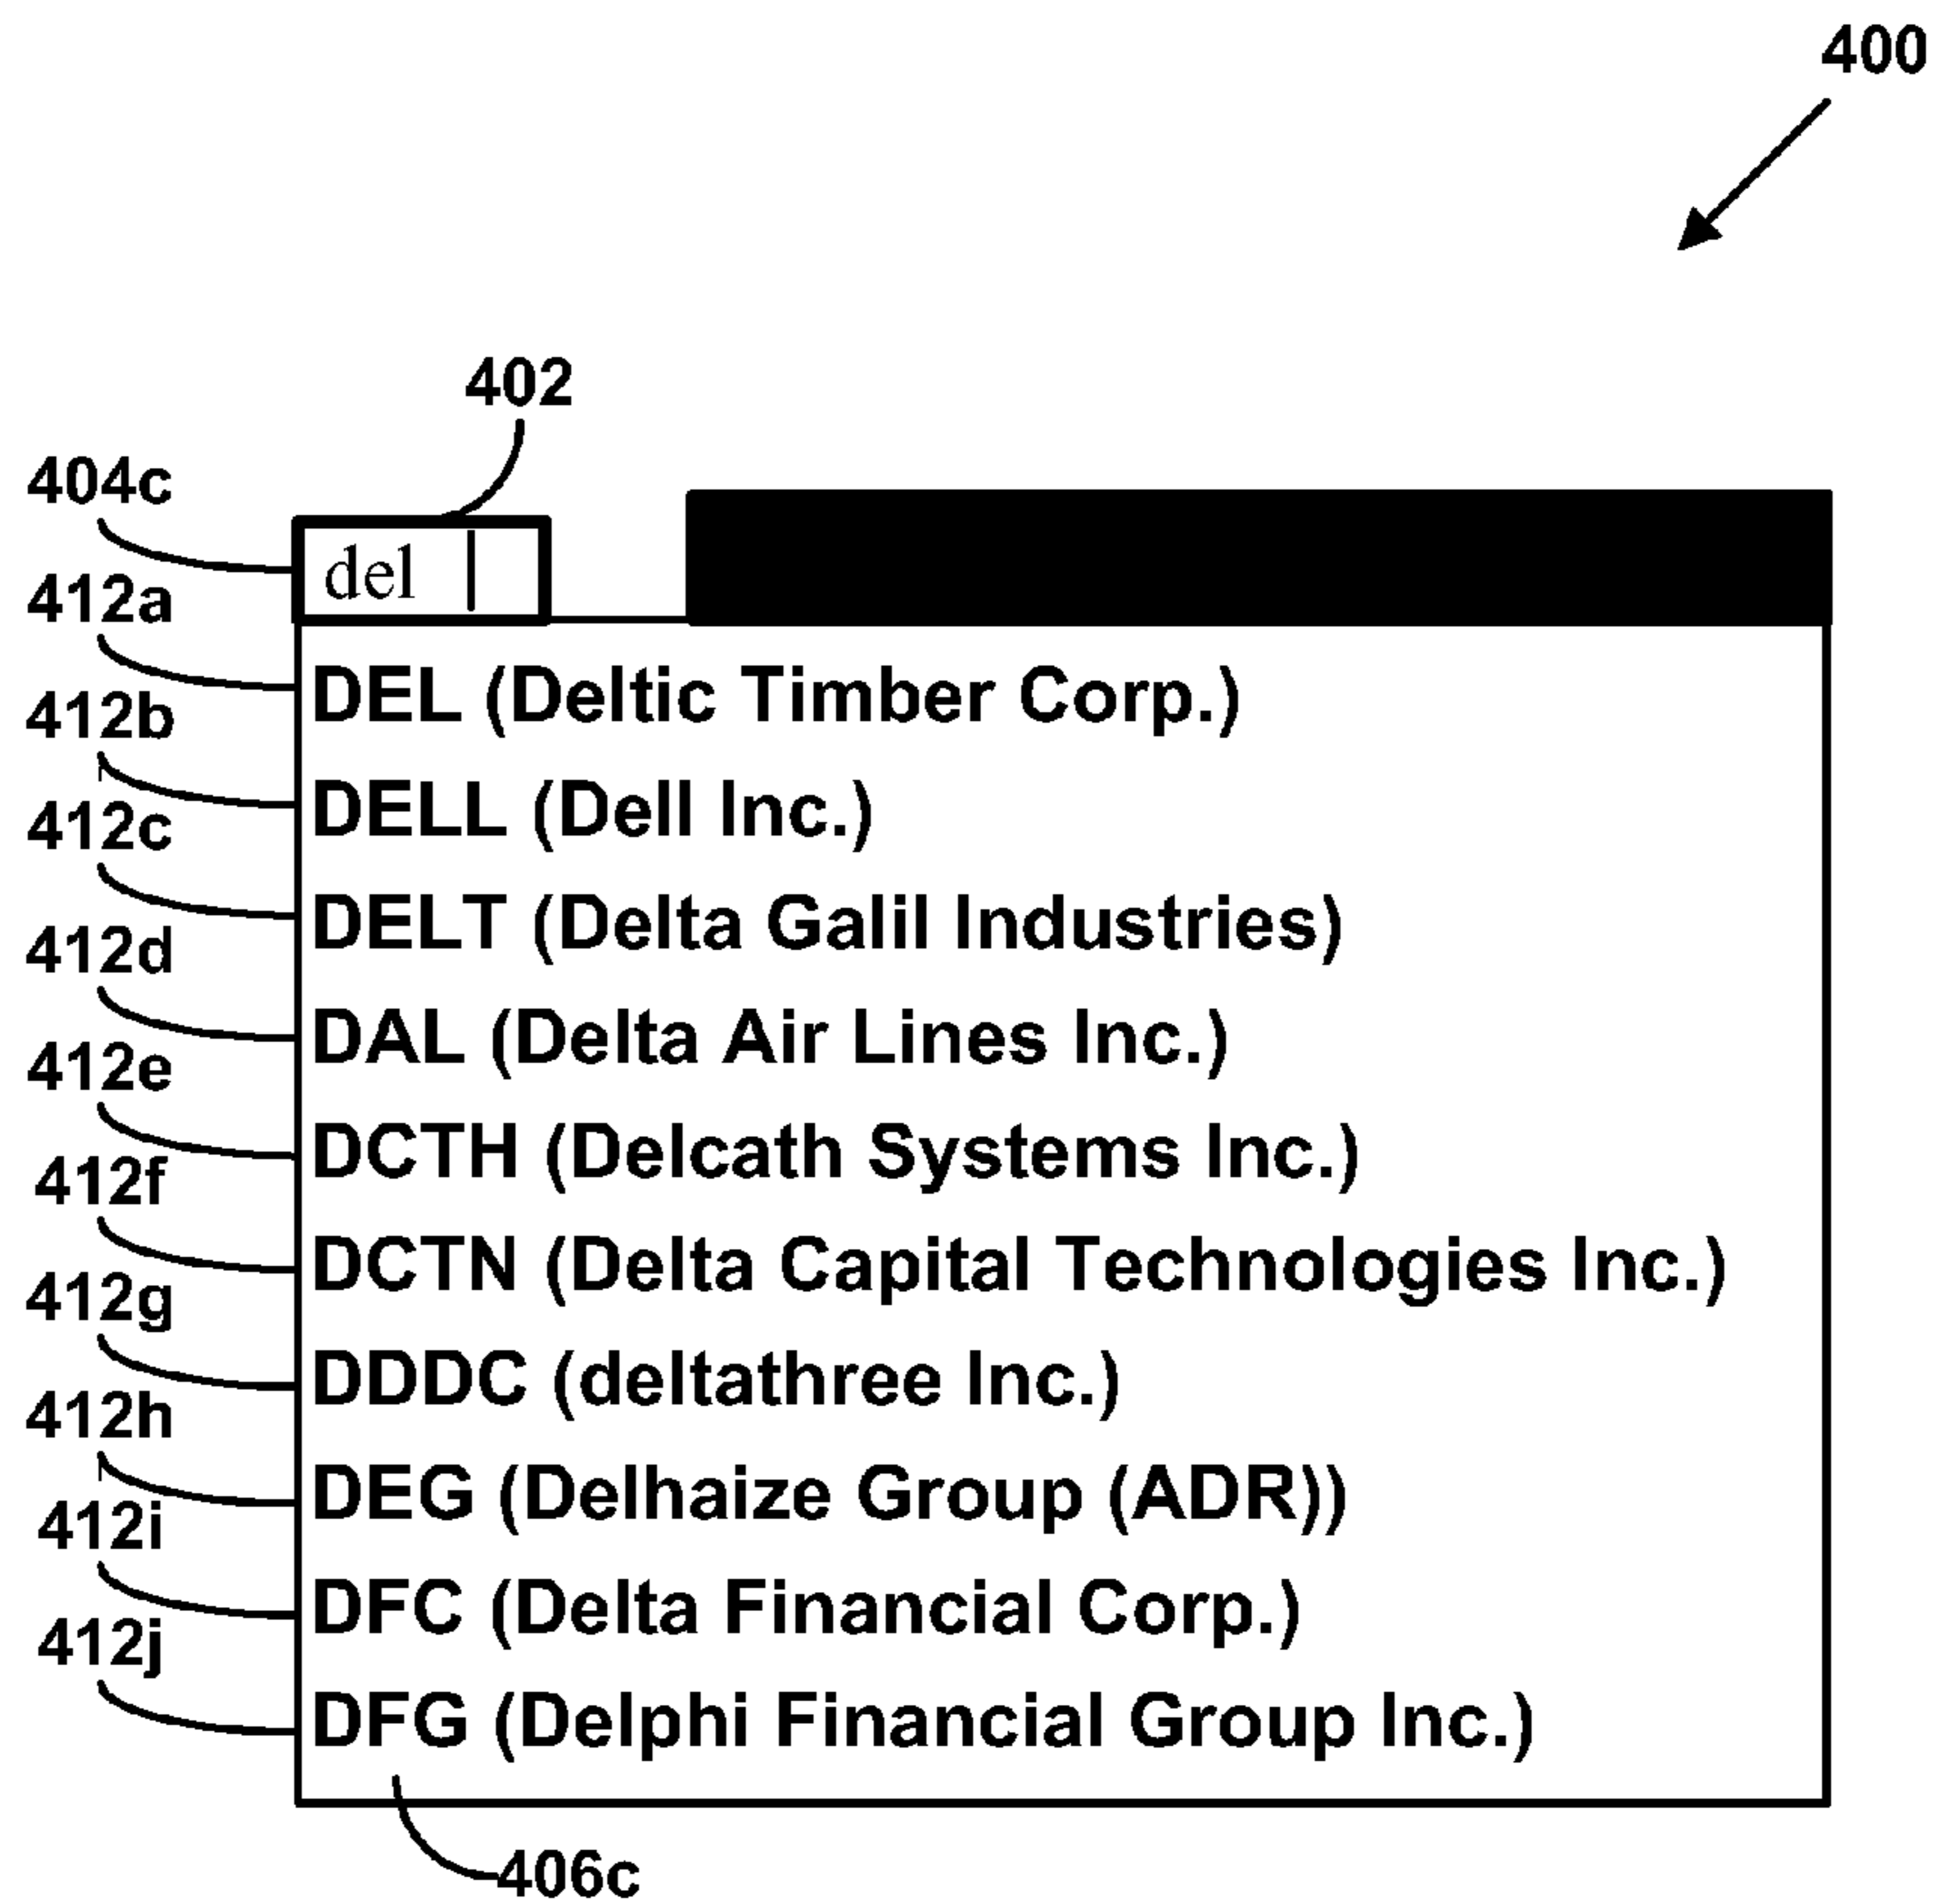 400
402
404c
del
412a
DEL (Deltic Timber Corp.)
412b
DELL (Dell Inc.)
412c
DELT (Delta Galil Industries)
412d
DAL (Delta Air Lines Inc.)
412e
DCTH (Delcath Systems Inc.)
412f
DCTN (Delta Capital Technologies Inc.)
412g
DDDC (deltathree Inc.)
412h
DEG (Delhaize Group (ADR))
412i
DFC (Delta Financial Corp.)
412j
DFG (Delphi Financial Group Inc.)
406c